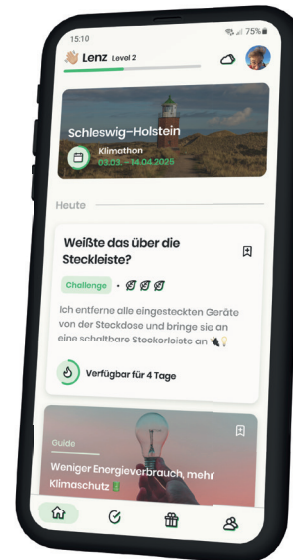 15:10 75%
Lenz Level 2
Schleswig-Holstein
Klimathon
03.03. - 14.04.2025
Heute
Weißte das über die
Steckleiste?
Challenge
Ich entferne alle eingesteckten Geräte
von der Steckdose und bringe sie an
eine schaltbare Steckerleiste an
Verfügbar für 4 Tage
Guide
Weniger Energieverbrauch, mehr
Klimaschutz